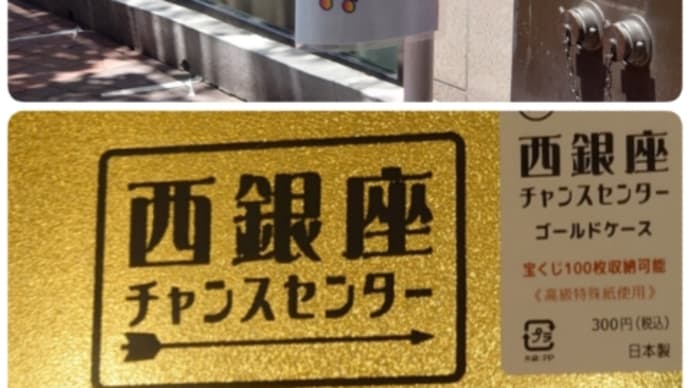 西銀座
チャンスセンター
西銀座
チャンスセンター
ゴールドケース
宝くじ100枚収納可能
《高級特殊紙使用》
300円(税込)
プラ
日本製